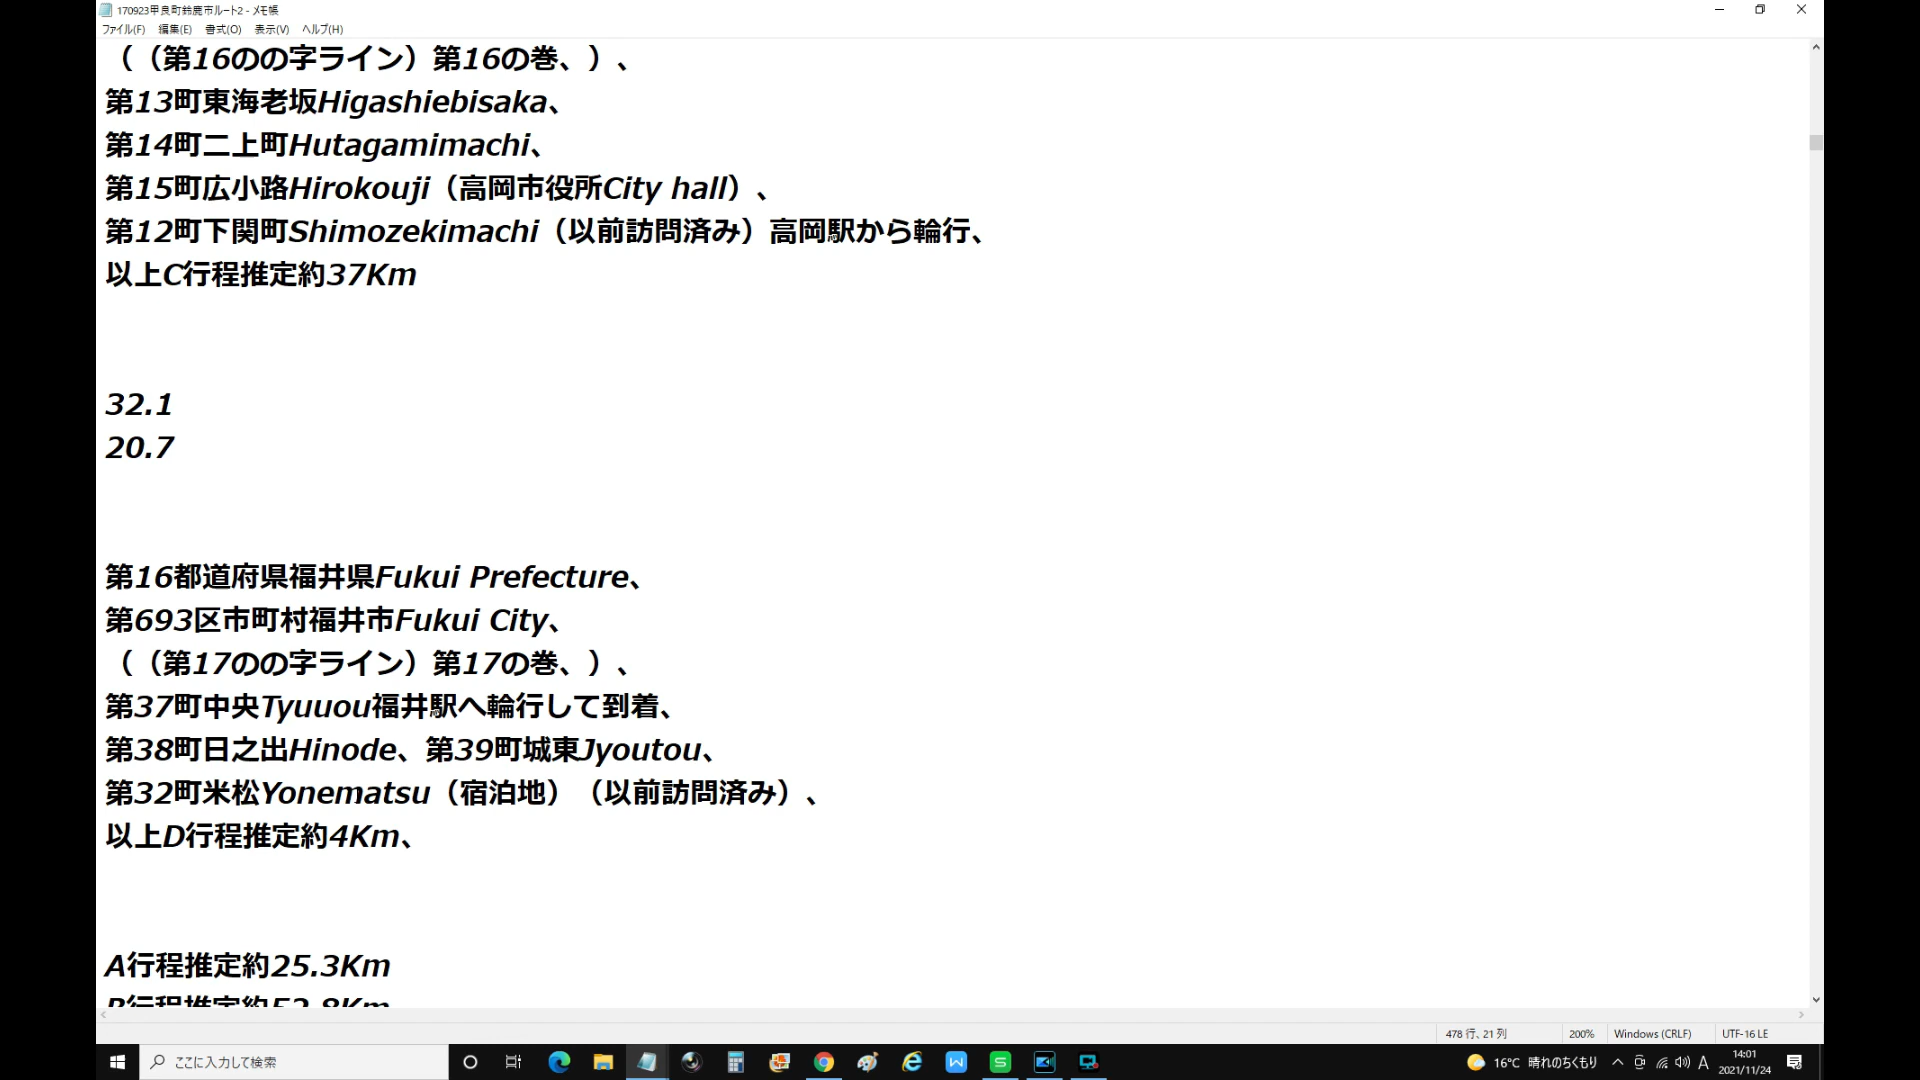 170923甲良町鈴鹿市ルート2 - メモ帳
ファイル(F) 編集(E) 書式(O) 表示(V) ヘルプ(H)
（（第16のの字ライン）第16の巻、）、
第13町東海老坂Higashiebisaka、
第14町二上町Hutagamimachi、
第15町広小路Hirokouji（高岡市役所City hall）、
第12町下関町Shimozekimachi（以前訪問済み）高岡駅から輪行、
以上C行程推定約37Km
32.1
20.7
第16都道府県福井県Fukui Prefecture、
第693区市町村福井市Fukui City、
（（第17のの字ライン）第17の巻、）、
第37町中央Tyuuou福井駅へ輪行して到着、
第38町日之出Hinode、第39町城東Jyoutou、
第32町米松Yonematsu（宿泊地）（以前訪問済み）、
以上D行程推定約4Km、
A行程推定約25.3Km
B行程推定約52.8Km
478 行、21 列 200% Windows (CRLF) UTF-16 LE
ここに入力して検索
16°C 晴れのちくもり A 14:01
2021/11/24